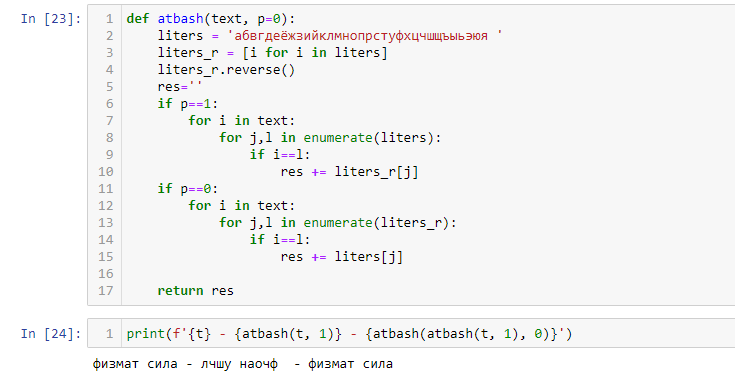 In [23]:
1 def atbash(text, p=0):
2     liters = 'абвгдеёжзийклмнопрстуфхцчшщъыьэюя '
3     liters_r = [i for i in liters]
4     liters_r.reverse()
5     res=''
6     if p==1:
7         for i in text:
8             for j,l in enumerate(liters):
9                 if i==l:
10                     res += liters_r[j]
11     if p==0:
12         for i in text:
13             for j,l in enumerate(liters_r):
14                 if i==l:
15                     res += liters[j]
16
17     return res
In [24]:
1 print(f'{t} - {atbash(t, 1)} - {atbash(atbash(t, 1), 0)}')
физмат сила - лчшу наочф  - физмат сила